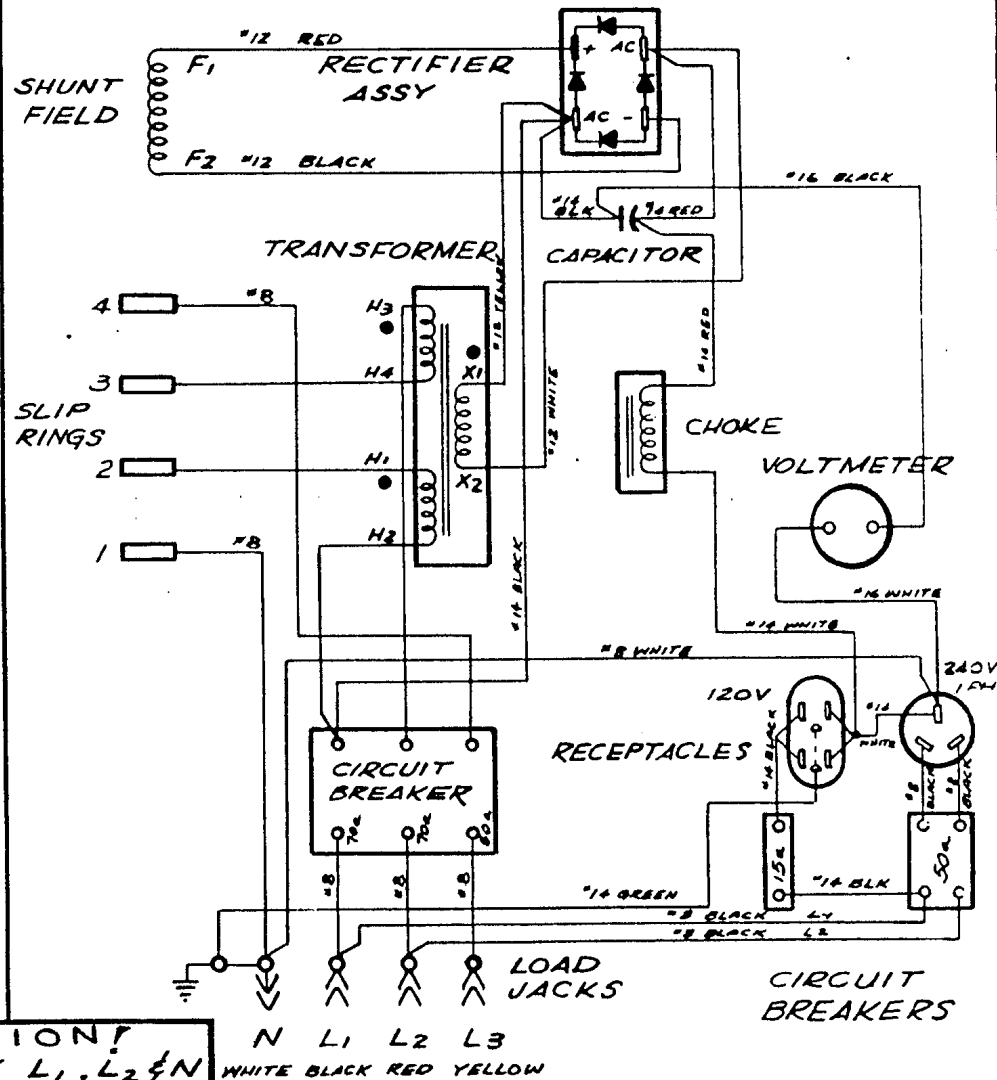 #12 RED
F1
SHUNT
FIELD
RECTIFIER
ASSY
+ AC
AC -
F2 #12 BLACK
#16 BLACK
#14
BLK
#14 RED
TRANSFORMER
CAPACITOR
#12 YELLOW
4
#8
H3
#14 RED
3
H4
X1
SLIP
RINGS
#12 WHITE
CHOKE
2
H1
X2
VOLTMETER
1
#8
H2
#14 BLACK
#16 WHITE
#14 WHITE
#8 WHITE
240V
1 PH
120V
#14
WHITE
RECEPTACLES
#14 BLACK
#8
BLACK
#8
BLACK
CIRCUIT
BREAKER
70a
70a
60a
15a
50a
#8
#8
#8
#14 BLK
#14 GREEN
#8 BLACK L1
#8 BLACK L2
LOAD
JACKS
CIRCUIT
BREAKERS
N L1 L2 L3
WHITE BLACK RED YELLOW
ION!
L1, L2 & N